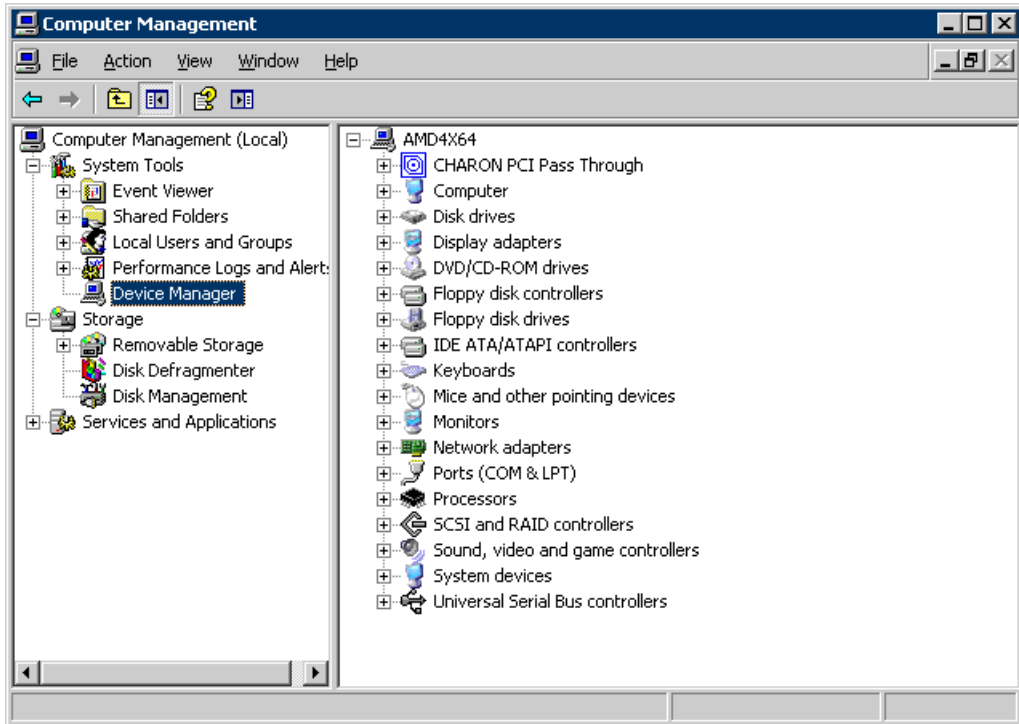 Computer Management
File Action View Window Help
Computer Management (Local)
System Tools
Event Viewer
Shared Folders
Local Users and Groups
Performance Logs and Alert
Device Manager
Storage
Removable Storage
Disk Defragmenter
Disk Management
Services and Applications
AMD4X64
CHARON PCI Pass Through
Computer
Disk drives
Display adapters
DVD/CD-ROM drives
Floppy disk controllers
Floppy disk drives
IDE ATA/ATAPI controllers
Keyboards
Mice and other pointing devices
Monitors
Network adapters
Ports (COM & LPT)
Processors
SCSI and RAID controllers
Sound, video and game controllers
System devices
Universal Serial Bus controllers